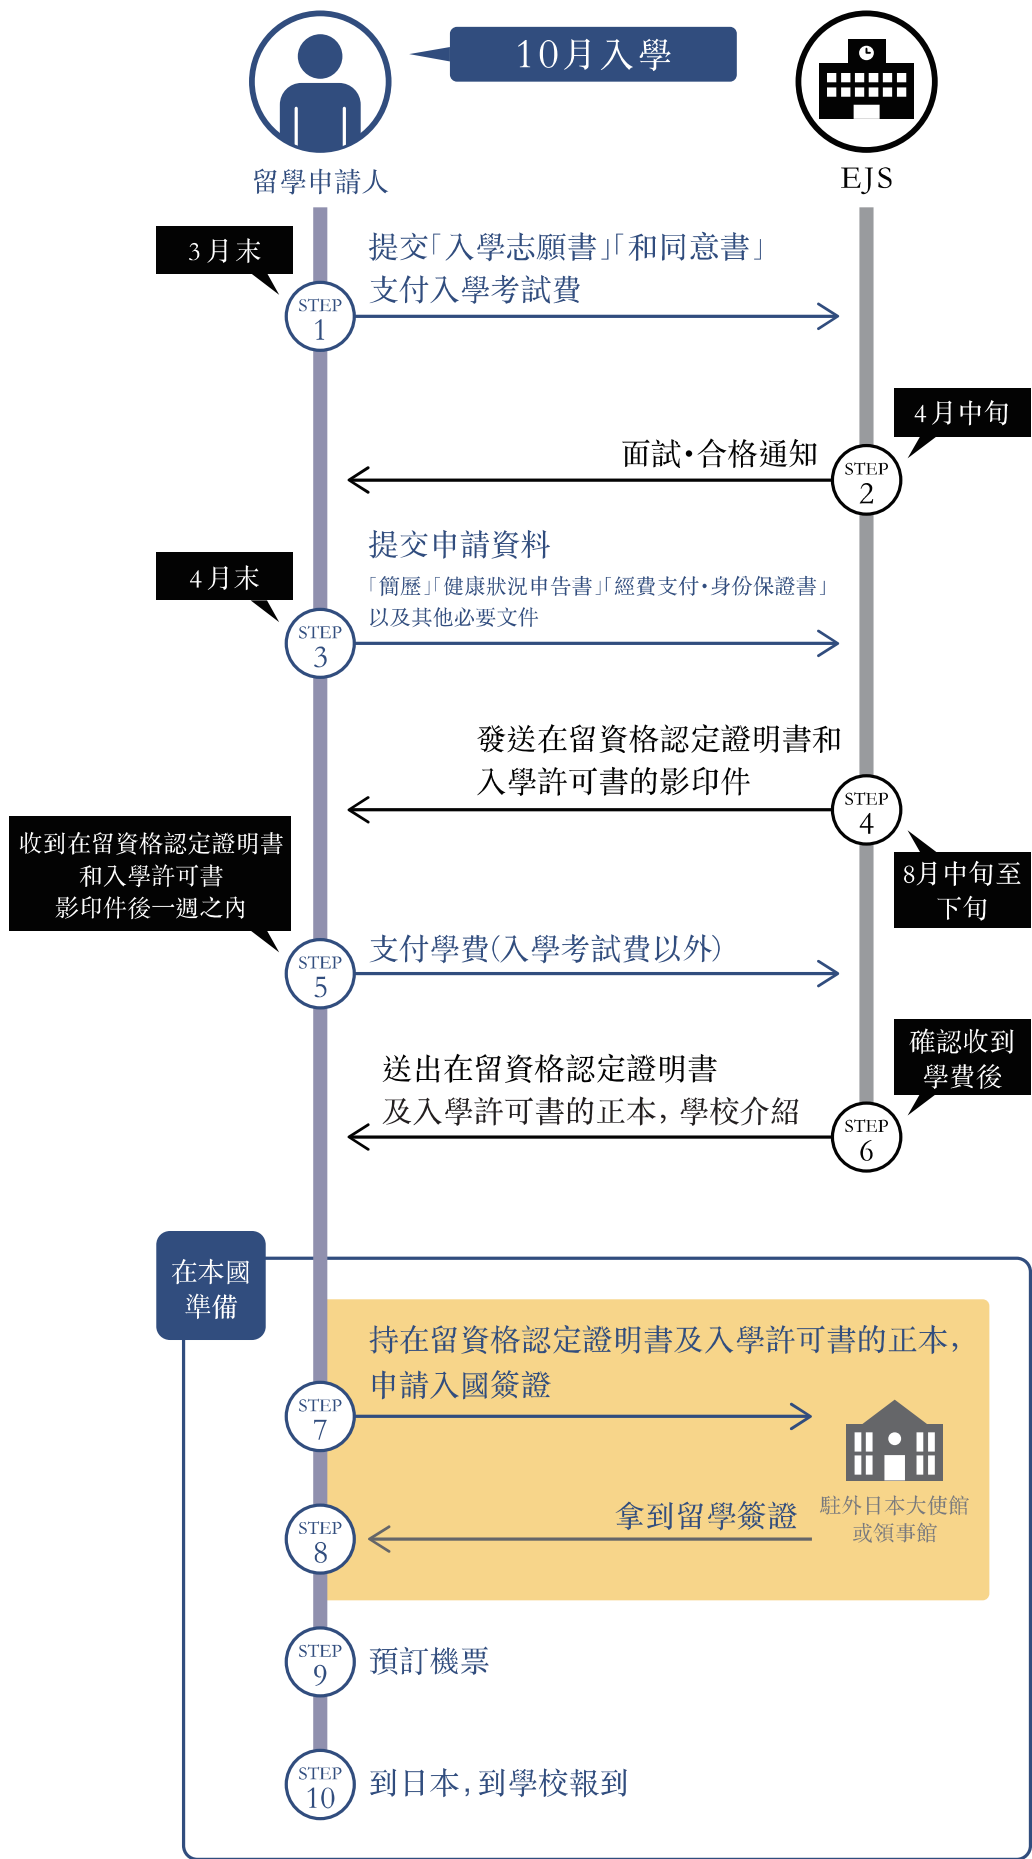 10月入學
留學申請人
EJS
3月末
提交「入學志願書」「和同意書」
支付入學考試費
STEP
1
4月中旬
面試・合格通知
STEP
2
4月末
提交申請資料
「簡歷」「健康狀況申告書」「經費支付・身份保證書」
以及其他必要文件
STEP
3
發送在留資格認定證明書和
入學許可書的影印件
STEP
4
8月中旬至
下旬
收到在留資格認定證明書
和入學許可書
影印件後一週之內
支付學費(入學考試費以外)
STEP
5
確認收到
學費後
送出在留資格認定證明書
及入學許可書的正本, 學校介紹
STEP
6
在本國
準備
持在留資格認定證明書及入學許可書的正本,
申請入國簽證
STEP
7
駐外日本大使館
或領事館
拿到留學簽證
STEP
8
STEP
9
預訂機票
STEP
10
到日本, 到學校報到